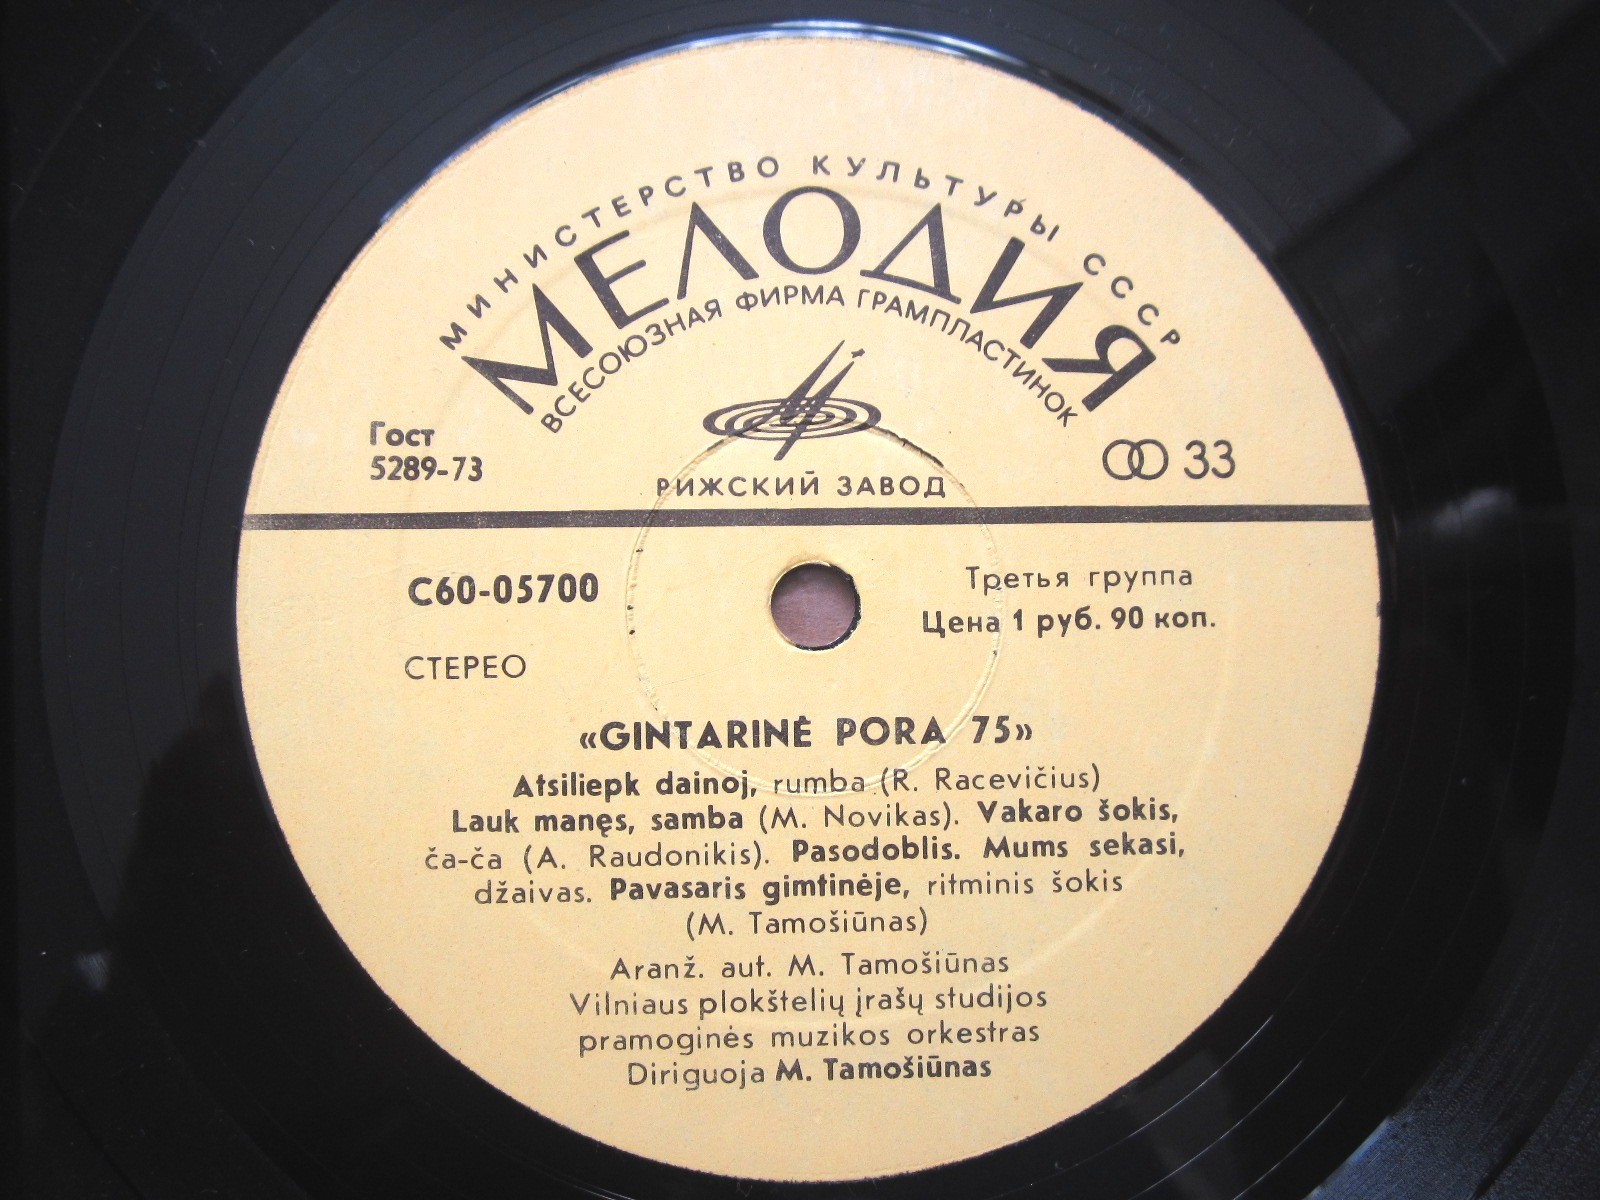 МИНИСТЕРСТВО КУЛЬТУРЫ СССР
МЕЛОДИЯ
ВСЕСОЮЗНАЯ ФИРМА ГРАМПЛАСТИНОК
Гост
5289-73
33
РИЖСКИЙ ЗАВОД
С60-05700
Третья группа
Цена 1 руб. 90 коп.
СТЕРЕО
«GINTARINĖ PORA 75»
Atsiliepk dainoj, rumba (R. Racevičius)
Lauk manęs, samba (M. Novikas). Vakaro šokis,
ča-ča (A. Raudonikis). Pasodoblis. Mums sekasi,
džaivas. Pavasaris gimtinėje, ritminis šokis
(M. Tamošiūnas)
Aranž. aut. M. Tamošiūnas
Vilniaus plokštelių įrašų studijos
pramoginės muzikos orkestras
Diriguoja M. Tamošiūnas